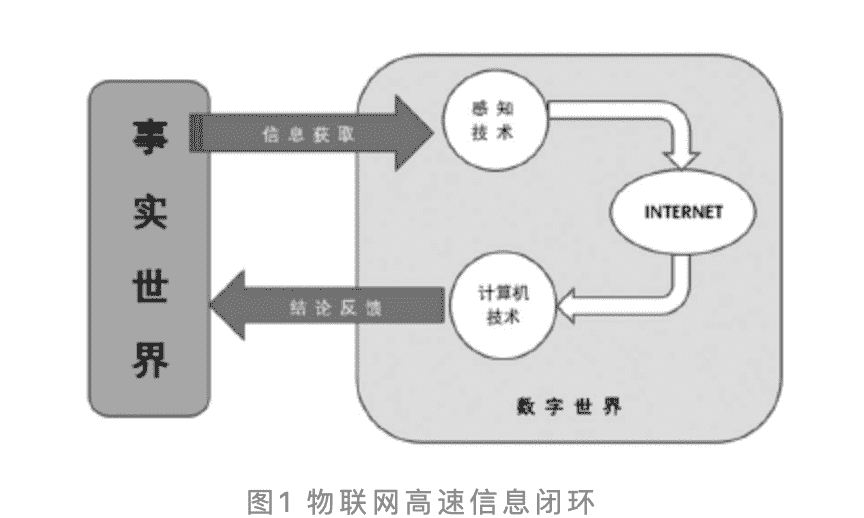 事
实
世
界
信息获取
感知
技术
INTERNET
计算机
技术
结论反馈
数字世界
图1 物联网高速信息闭环